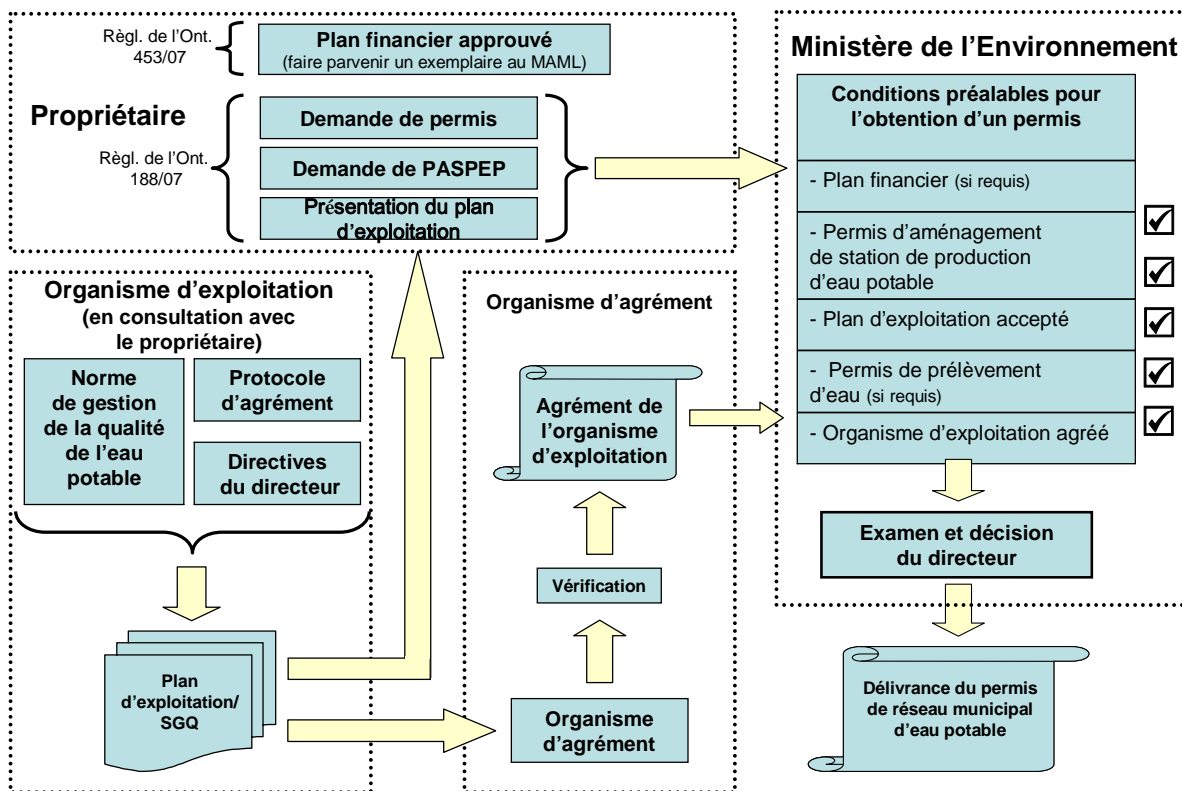 Règl. de l'Ont.
453/07
Plan financier approuvé
(faire parvenir un exemplaire au MAML)
Propriétaire
Règl. de l'Ont.
188/07
Demande de permis
Demande de PASPEP
Présentation du plan
d'exploitation
Ministère de l'Environnement
Conditions préalables pour
l'obtention d'un permis
- Plan financier (si requis)
- Permis d'aménagement
de station de production
d'eau potable
- Plan d'exploitation accepté
- Permis de prélèvement
d'eau (si requis)
- Organisme d'exploitation agréé
Examen et décision
du directeur
Délivrance du permis
de réseau municipal
d'eau potable
Organisme d'exploitation
(en consultation avec
le propriétaire)
Norme
de gestion
de la qualité
de l'eau
potable
Protocole
d'agrément
Directives
du directeur
Plan
d'exploitation/
SGQ
Organisme d'agrément
Agrément de
l'organisme
d'exploitation
Vérification
Organisme
d'agrément